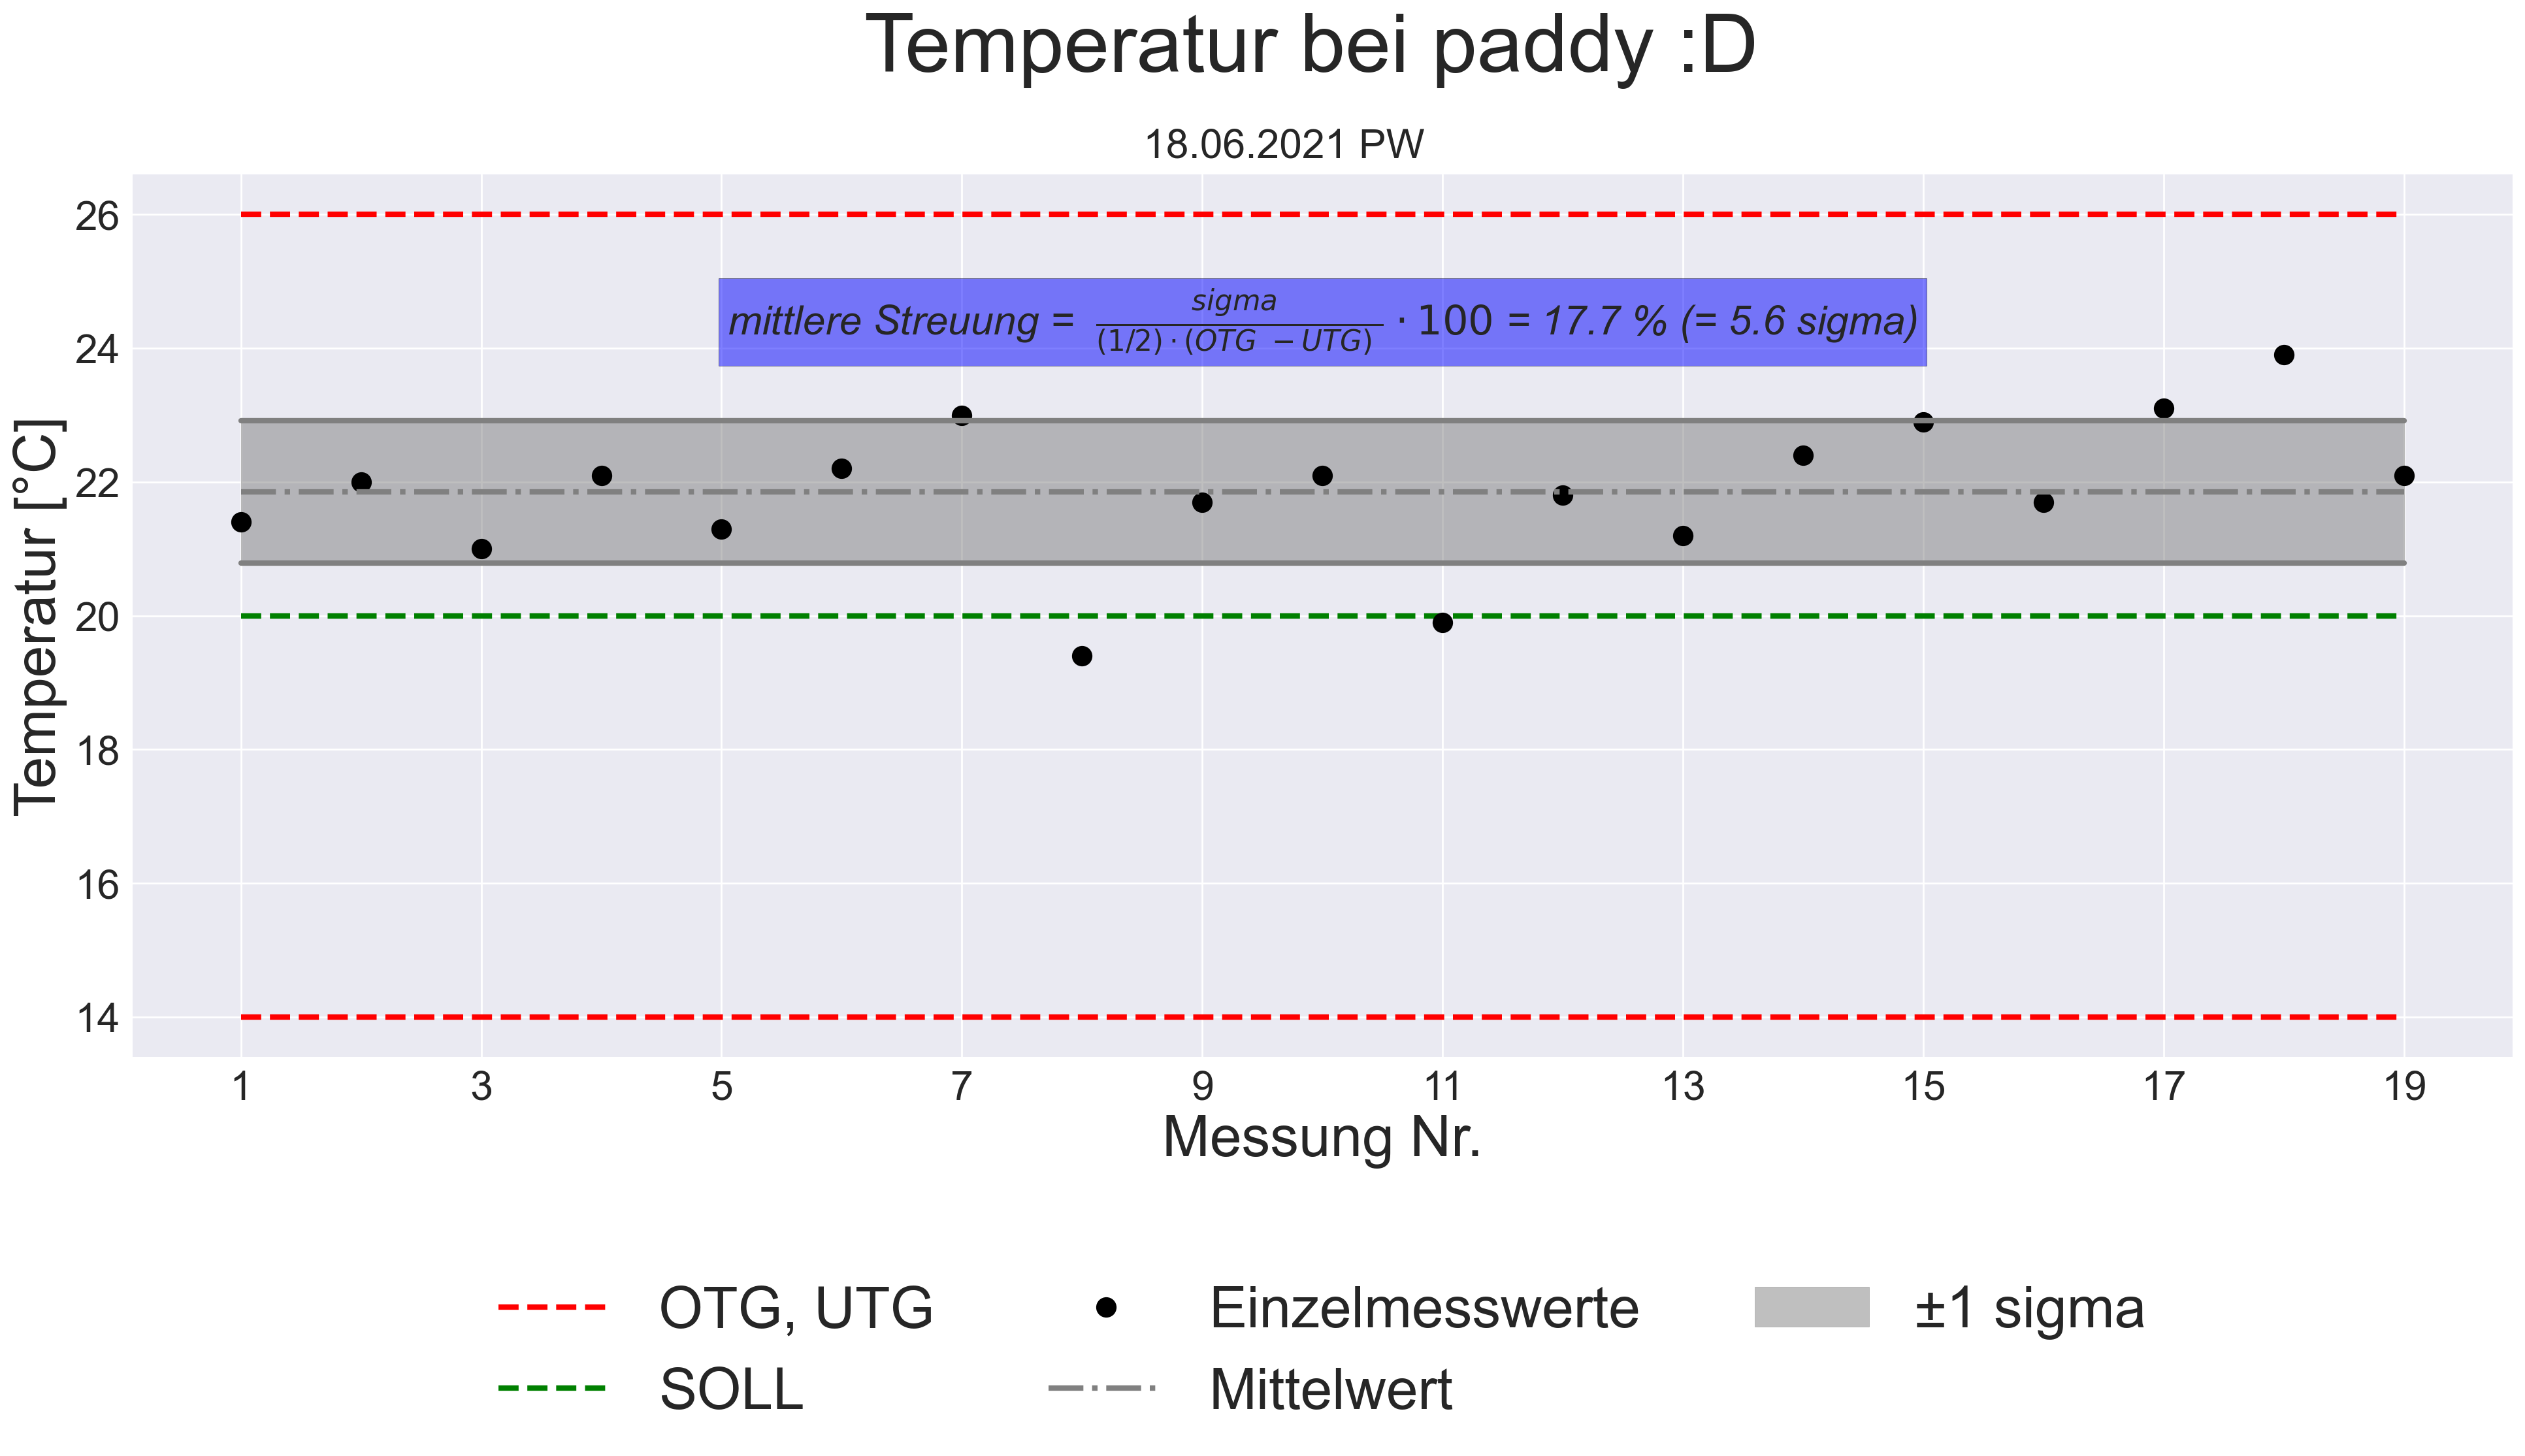 Temperatur bei paddy :D
18.06.2021 PW
26
24
22
20
18
16
14
Temperatur [°C]
mittlere Streuung = sigma / (1/2)·(OTG −UTG) · 100 = 17.7 % (= 5.6 sigma)
1 3 5 7 9 11 13 15 17 19
Messung Nr.
OTG, UTG Einzelmesswerte ±1 sigma
SOLL Mittelwert